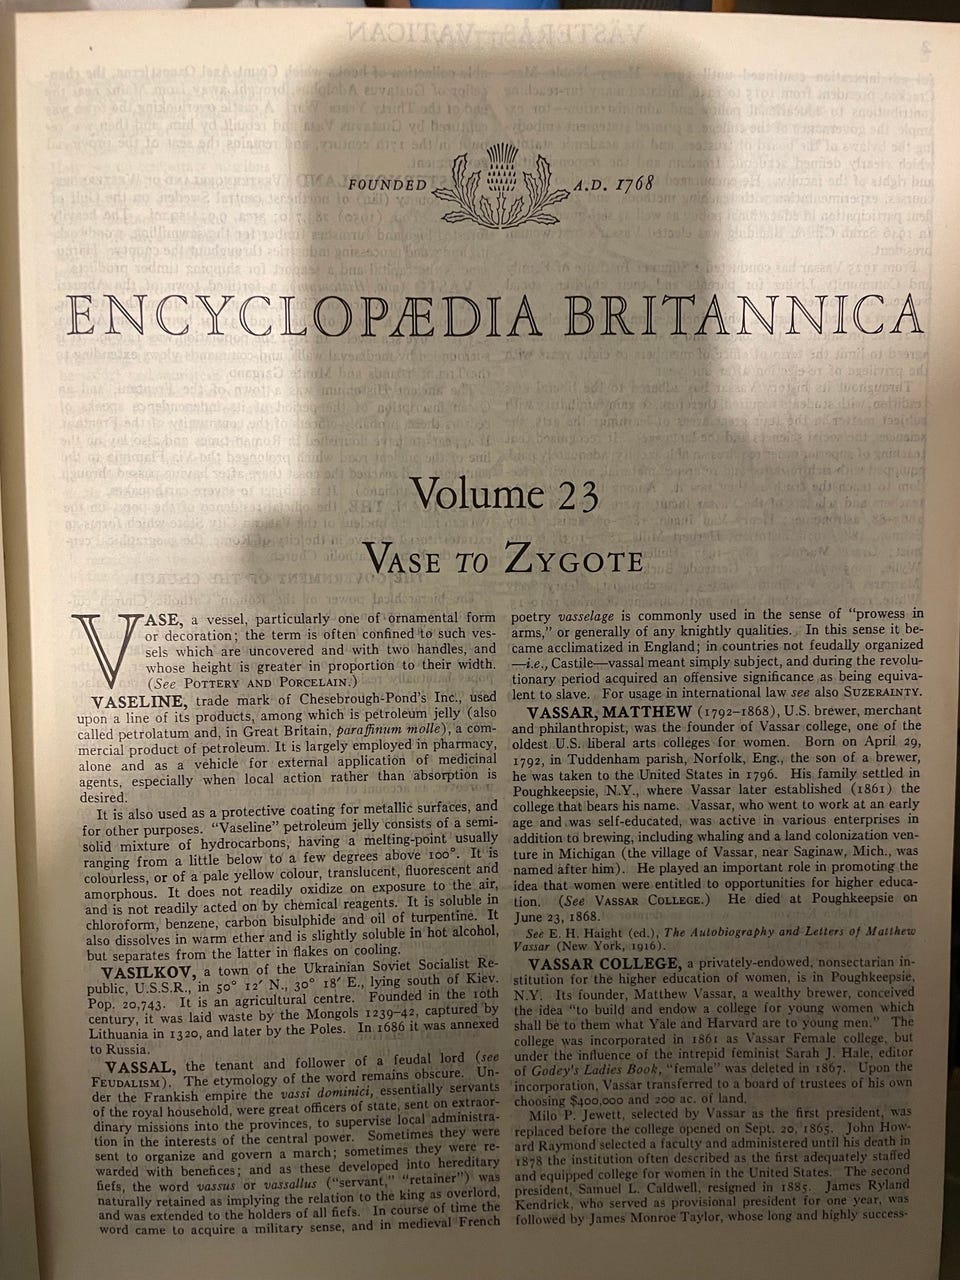 FOUNDED A.D. 1768
ENCYCLOPÆDIA BRITANNICA
Volume 23
VASE TO ZYGOTE
VASE, a vessel, particularly one of ornamental form
or decoration; the term is often confined to such ves-
sels which are uncovered and with two handles, and
whose height is greater in proportion to their width.
(See POTTERY AND PORCELAIN.)
VASELINE, trade mark of Chesebrough-Pond's Inc., used
upon a line of its products, among which is petroleum jelly (also
called petrolatum and, in Great Britain, paraffinum molle), a com-
mercial product of petroleum. It is largely employed in pharmacy,
alone and as a vehicle for external application of medicinal
agents, especially when local action rather than absorption is
desired.
It is also used as a protective coating for metallic surfaces, and
for other purposes. "Vaseline" petroleum jelly consists of a semi-
solid mixture of hydrocarbons, having a melting-point usually
ranging from a little below to a few degrees above 100°. It is
colourless, or of a pale yellow colour, translucent, fluorescent and
amorphous. It does not readily oxidize on exposure to the air,
and is not readily acted on by chemical reagents. It is soluble in
chloroform, benzene, carbon bisulphide and oil of turpentine. It
also dissolves in warm ether and is slightly soluble in hot alcohol,
but separates from the latter in flakes on cooling.
VASILKOV, a town of the Ukrainian Soviet Socialist Re-
public, U.S.S.R., in 50° 12′ N., 30° 18′ E., lying south of Kiev.
Pop. 20,743. It is an agricultural centre. Founded in the 10th
century, it was laid waste by the Mongols 1239–42, captured by
Lithuania in 1320, and later by the Poles. In 1686 it was annexed
to Russia.
VASSAL, the tenant and follower of a feudal lord (see
FEUDALISM). The etymology of the word remains obscure. Un-
der the Frankish empire the vassi dominici, essentially servants
of the royal household, were great officers of state, sent on extraor-
dinary missions into the provinces, to supervise local administra-
tion in the interests of the central power. Sometimes they were
sent to organize and govern a march; sometimes they were re-
warded with benefices; and as these developed into hereditary
fiefs, the word vassus or vassallus ("servant," "retainer") was
naturally retained as implying the relation to the king as overlord,
and was extended to the holders of all fiefs. In course of time the
word came to acquire a military sense, and in medieval French
poetry vasselage is commonly used in the sense of "prowess in
arms," or generally of any knightly qualities. In this sense it be-
came acclimatized in England; in countries not feudally organized
—i.e., Castile—vassal meant simply subject, and during the revolu-
tionary period acquired an offensive significance as being equiva-
lent to slave. For usage in international law see also SUZERAINTY.
VASSAR, MATTHEW (1792–1868), U.S. brewer, merchant
and philanthropist, was the founder of Vassar college, one of the
oldest U.S. liberal arts colleges for women. Born on April 29,
1792, in Tuddenham parish, Norfolk, Eng., the son of a brewer,
he was taken to the United States in 1796. His family settled in
Poughkeepsie, N.Y., where Vassar later established (1861) the
college that bears his name. Vassar, who went to work at an early
age and was self-educated, was active in various enterprises in
addition to brewing, including whaling and a land colonization ven-
ture in Michigan (the village of Vassar, near Saginaw, Mich., was
named after him). He played an important role in promoting the
idea that women were entitled to opportunities for higher educa-
tion. (See VASSAR COLLEGE.) He died at Poughkeepsie on
June 23, 1868.
See E. H. Haight (ed.), The Autobiography and Letters of Matthew
Vassar (New York, 1916).
VASSAR COLLEGE, a privately-endowed, nonsectarian in-
stitution for the higher education of women, is in Poughkeepsie,
N.Y. Its founder, Matthew Vassar, a wealthy brewer, conceived
the idea "to build and endow a college for young women which
shall be to them what Yale and Harvard are to young men." The
college was incorporated in 1861 as Vassar Female college, but
under the influence of the intrepid feminist Sarah J. Hale, editor
of Godey's Ladies Book, "female" was deleted in 1867. Upon the
incorporation, Vassar transferred to a board of trustees of his own
choosing $400,000 and 200 ac. of land.
Milo P. Jewett, selected by Vassar as the first president, was
replaced before the college opened on Sept. 20, 1865. John How-
ard Raymond selected a faculty and administered until his death in
1878 the institution often described as the first adequately staffed
and equipped college for women in the United States. The second
president, Samuel L. Caldwell, resigned in 1885. James Ryland
Kendrick, who served as provisional president for one year, was
followed by James Monroe Taylor, whose long and highly success-